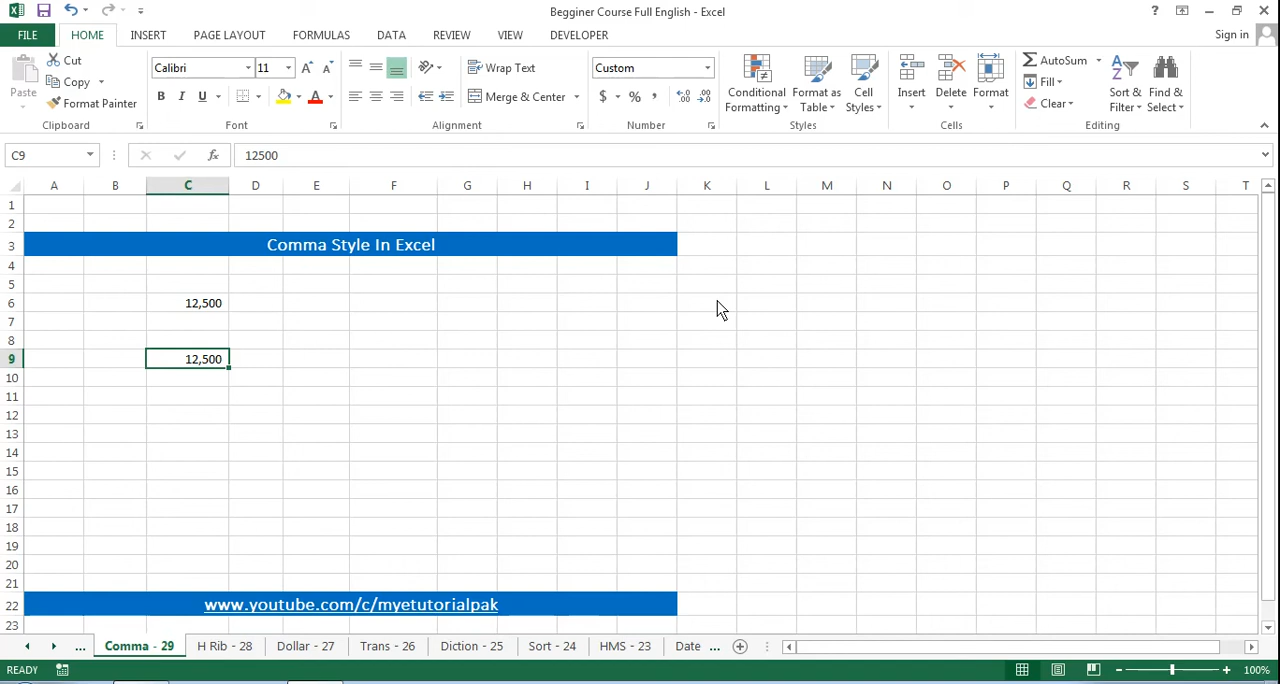 Begginer Course Full English - Excel
?
FILE HOME INSERT PAGE LAYOUT FORMULAS DATA REVIEW VIEW DEVELOPER Sign in
Paste Cut Copy Format Painter Clipboard
Calibri 11 A A B I U A Font
Wrap Text Merge & Center Alignment
Custom $ % , .0 .00 .00 .0 Number
Conditional Formatting Format as Table Cell Styles Styles
Insert Delete Format Cells
AutoSum Fill Clear Sort & Filter Find & Select Editing
C9 fx 12500
A B C D E F G H I J K L M N O P Q R S T
1
2
3 Comma Style In Excel
4
5
6 12,500
7
8
9 12,500
10
11
12
13
14
15
16
17
18
19
20
21
22 www.youtube.com/c/myetutorialpak
23
... Comma - 29 H Rib - 28 Dollar - 27 Trans - 26 Diction - 25 Sort - 24 HMS - 23 Date ...
READY 100%